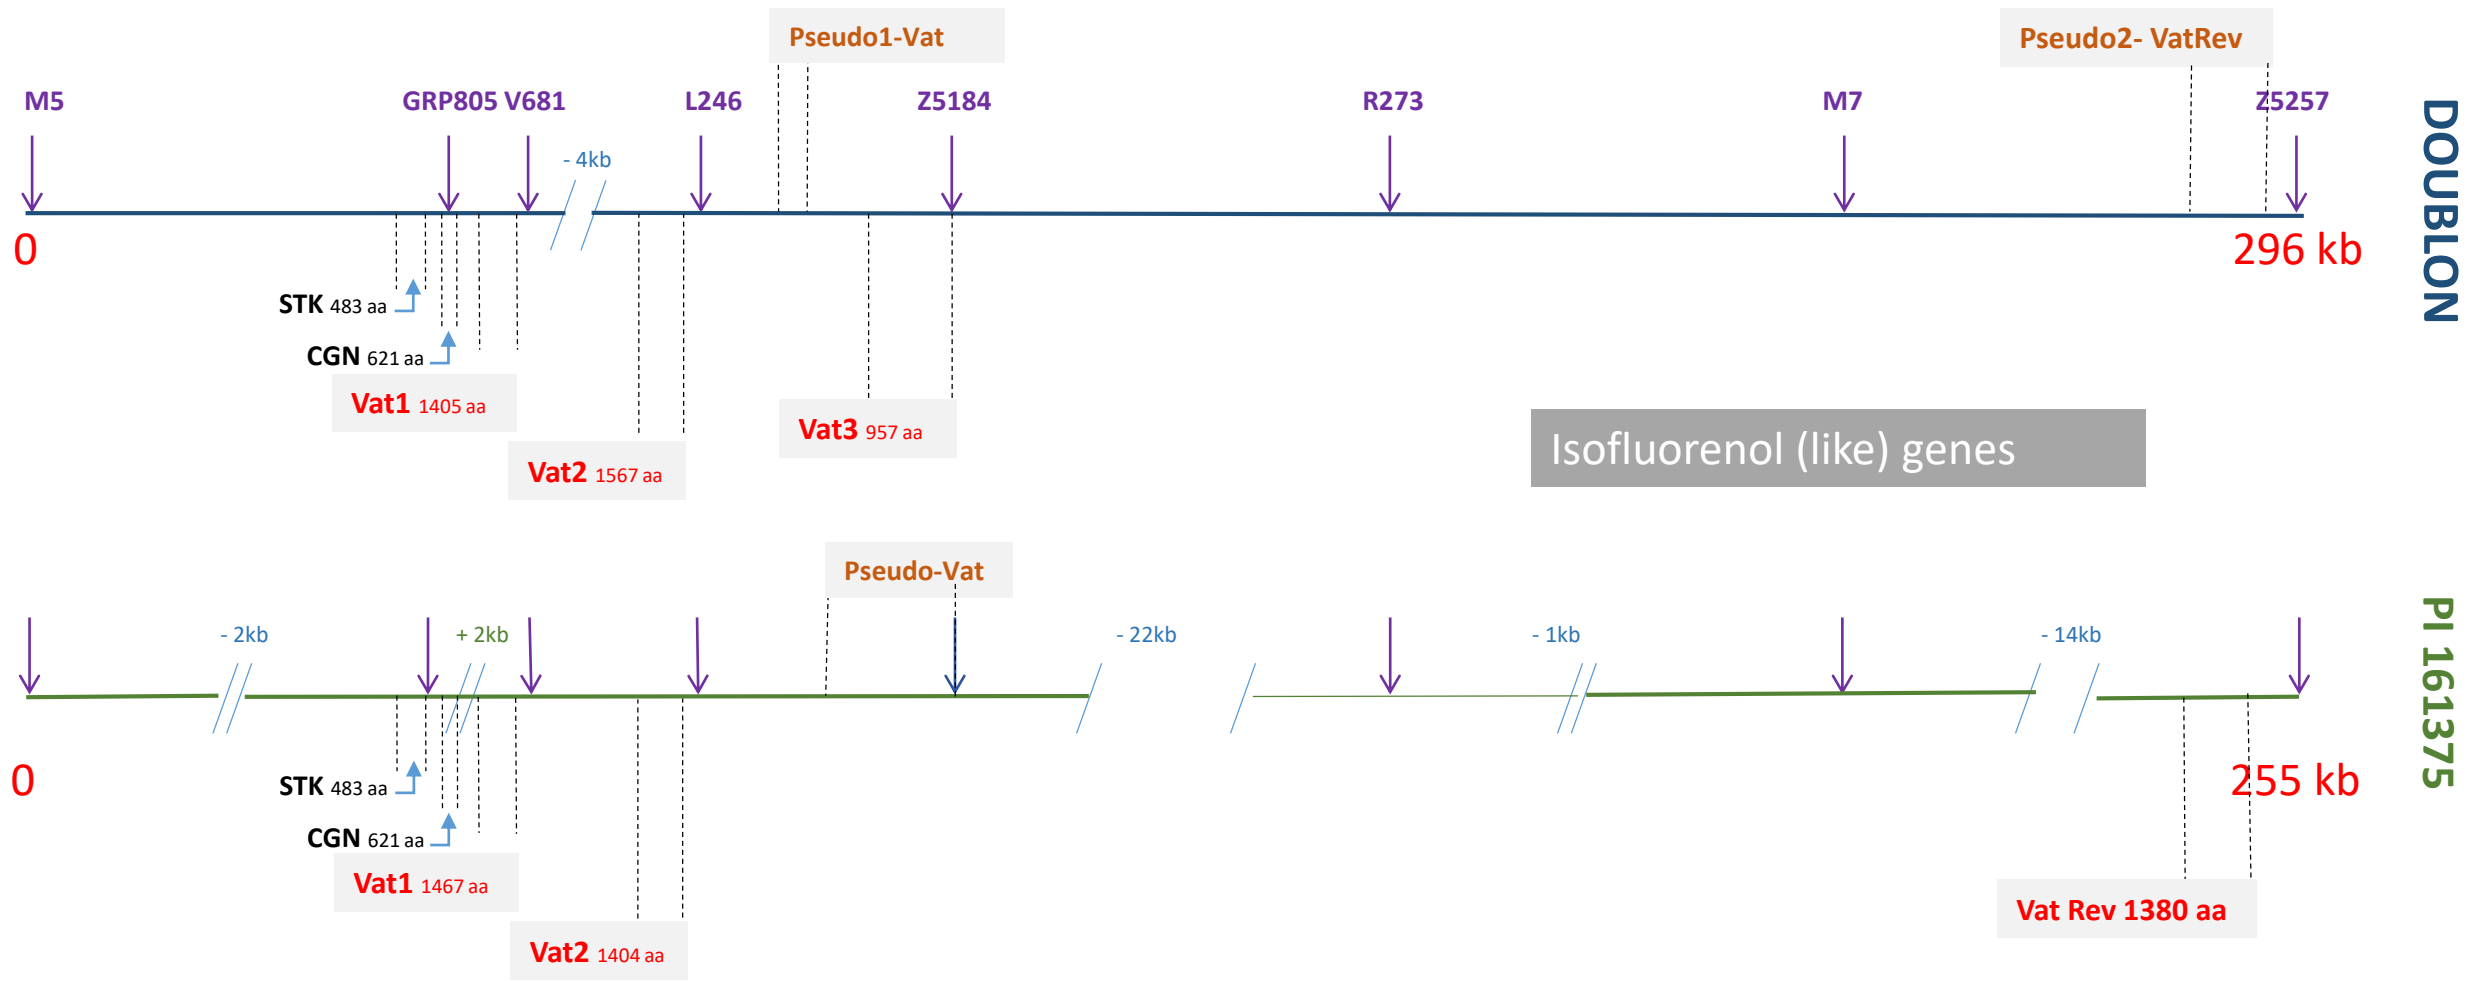 Pseudo1-Vat
Pseudo2- VatRev
M5
GRP805
V681
L246
Z5184
R273
M7
Z5257
- 4kb
0
296 kb
DOUBLON
STK 483 aa
CGN 621 aa
Vat1 1405 aa
Vat2 1567 aa
Vat3 957 aa
Isofluorenol (like) genes
Pseudo-Vat
- 2kb
+ 2kb
- 22kb
- 1kb
- 14kb
0
255 kb
PI 161375
STK 483 aa
CGN 621 aa
Vat1 1467 aa
Vat2 1404 aa
Vat Rev 1380 aa